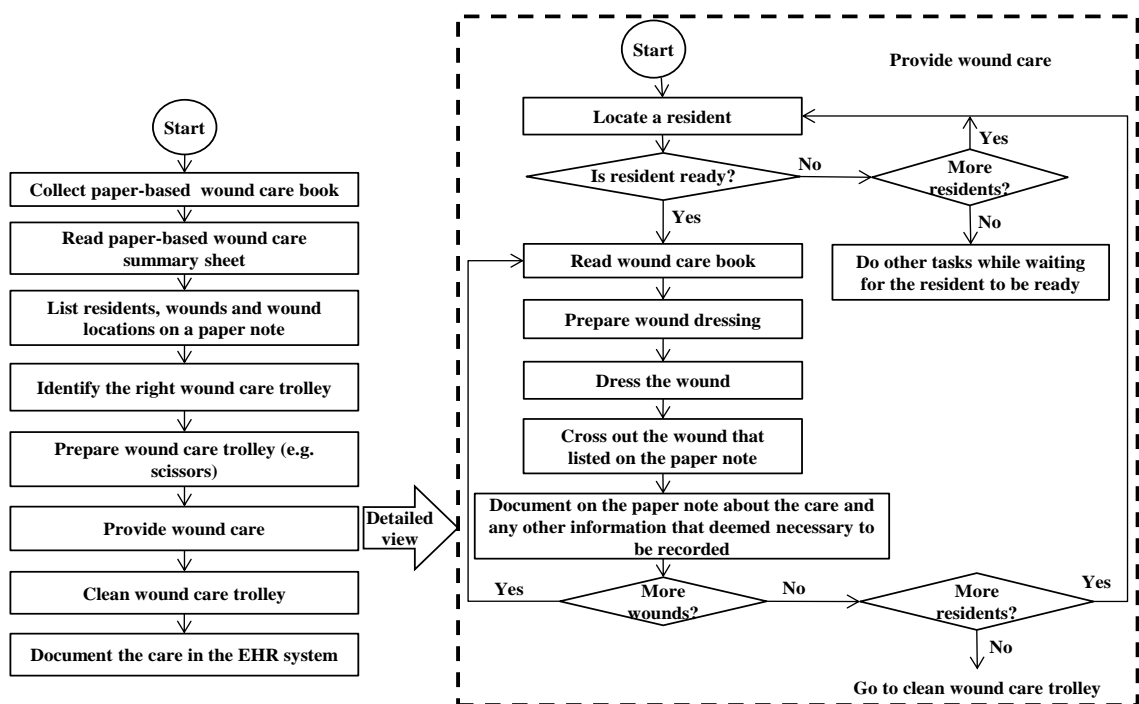 Start
Collect paper-based wound care book
Read paper-based wound care
summary sheet
List residents, wounds and wound
locations on a paper note
Identify the right wound care trolley
Prepare wound care trolley (e.g.
scissors)
Provide wound care
Clean wound care trolley
Document the care in the EHR system
Detailed
view
Start
Provide wound care
Locate a resident
Is resident ready?
No
More
residents?
Yes
No
Do other tasks while waiting
for the resident to be ready
Yes
Read wound care book
Prepare wound dressing
Dress the wound
Cross out the wound that
listed on the paper note
Document on the paper note about the care and
any other information that deemed necessary to
be recorded
More
wounds?
Yes
No
More
residents?
Yes
No
Go to clean wound care trolley